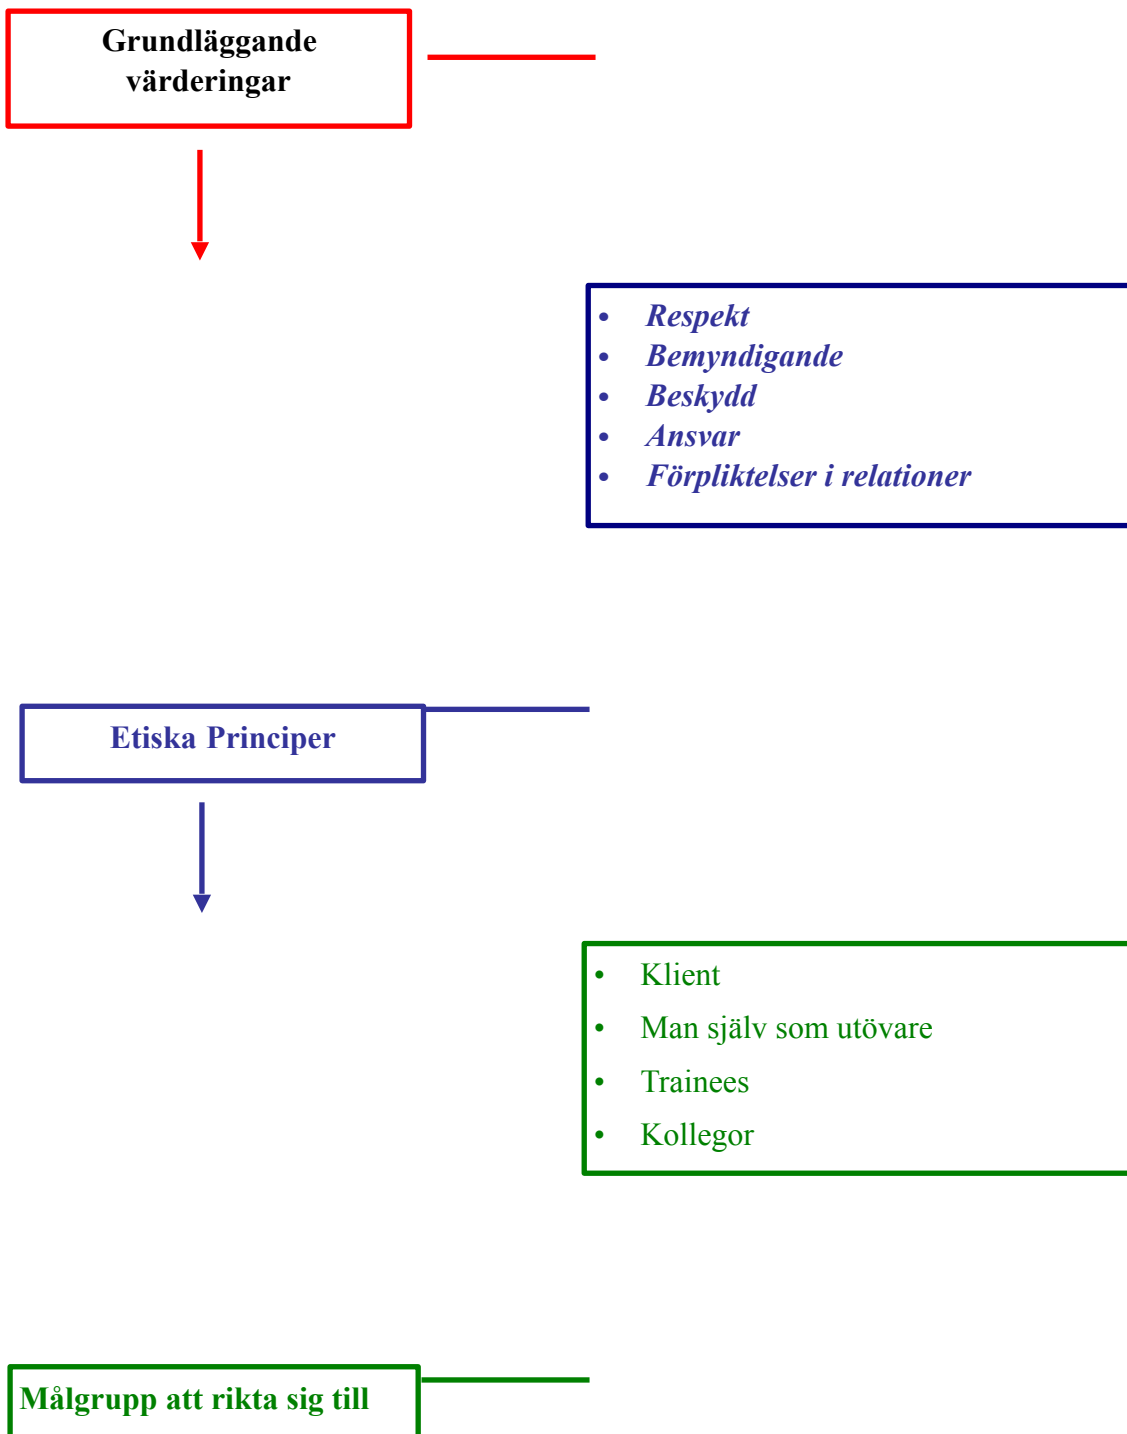 Grundläggande
värderingar
• Respekt
• Bemyndigande
• Beskydd
• Ansvar
• Förpliktelser i relationer
Etiska Principer
• Klient
• Man själv som utövare
• Trainees
• Kollegor
Målgrupp att rikta sig till